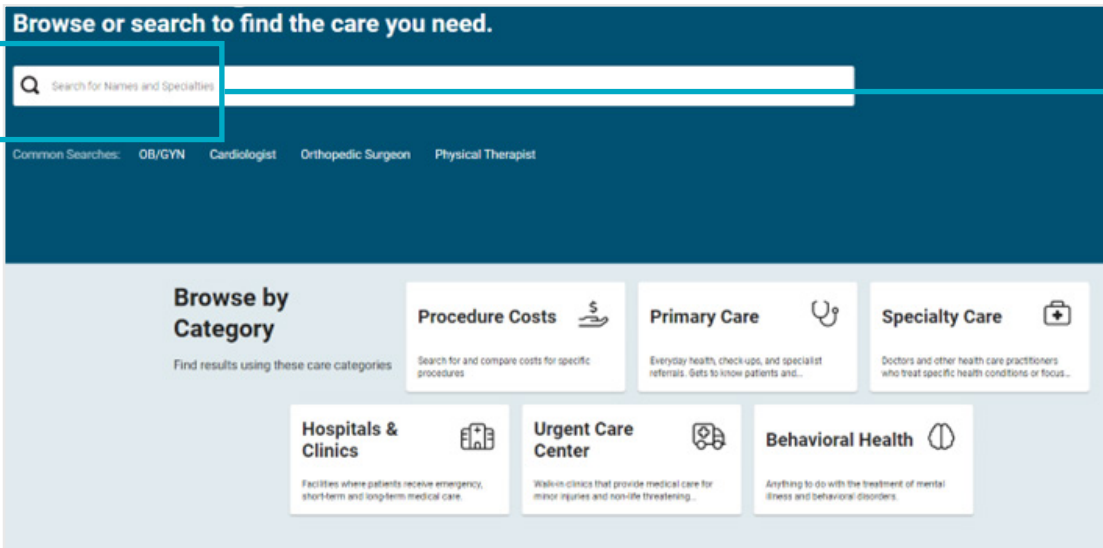 Browse or search to find the care you need.
Search for Names and Specialties
Common Searches: OB/GYN Cardiologist Orthopedic Surgeon Physical Therapist
Browse by
Category
Find results using these care categories
Procedure Costs
Search for and compare costs for specific
procedures
Primary Care
Everyday health, check-ups, and specialist
referrals. Gets to know patients and...
Specialty Care
Doctors and other health care practitioners
who treat specific health conditions or focus...
Hospitals &
Clinics
Facilities where patients receive emergency,
short-term and long-term medical care.
Urgent Care
Center
Walk-in clinics that provide medical care for
minor injuries and non-life threatening...
Behavioral Health
Anything to do with the treatment of mental
illness and behavioral disorders.